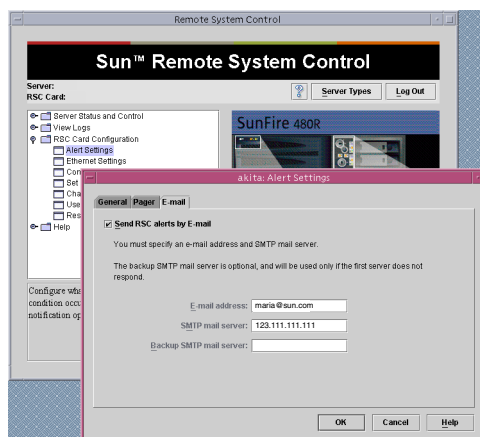 Remote System Control
Sun™ Remote System Control
Server:
RSC Card:
Server Types
Log Out
Server Status and Control
View Logs
RSC Card Configuration
Alert Settings
Ethernet Settings
Con
Set
Cha
Use
Res
Help
SunFire 480R
Configure wha
condition occu
notification op
akita: Alert Settings
General
Pager
E-mail
Send RSC alerts by E-mail
You must specify an e-mail address and SMTP mail server.
The backup SMTP mail server is optional, and will be used only if the first server does not
respond.
E-mail address: maria@sun.com
SMTP mail server: 123.111.111.111
Backup SMTP mail server:
OK
Cancel
Help